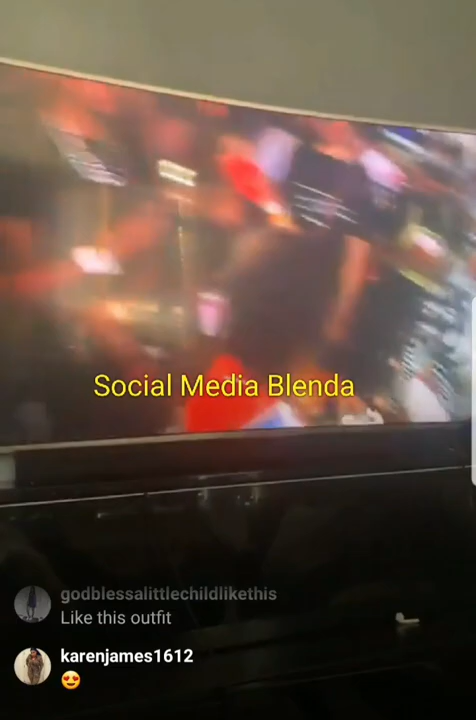 Social Media Blenda
godblessalittlechildlikethis
Like this outfit
karenjames1612
😍